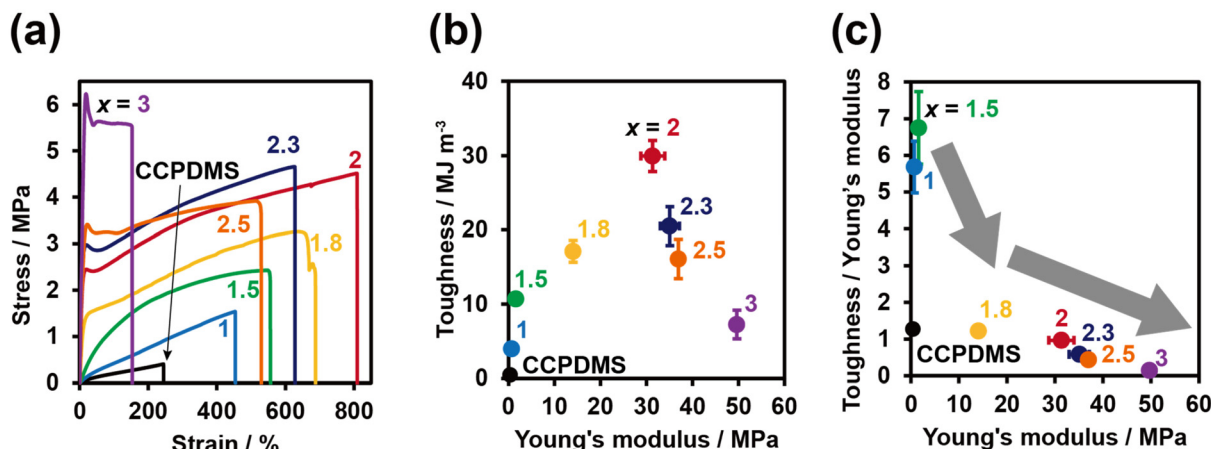 (a)
Stress / MPa
6
5
4
3
2
1
0
x = 3
CCPDMS
2.3
2
2.5
1.8
1.5
1
0 200 400 600 800
Strain / %
(b)
Toughness / MJ m-3
40
30
20
10
0
x = 2
2.3
1.8
2.5
1.5
3
1
CCPDMS
0 10 20 30 40 50 60
Young's modulus / MPa
(c)
Toughness / Young's modulus
8
7
6
5
4
3
2
1
0
x = 1.5
1
1.8
2
2.3
CCPDMS
2.5
3
0 10 20 30 40 50 60
Young's modulus / MPa